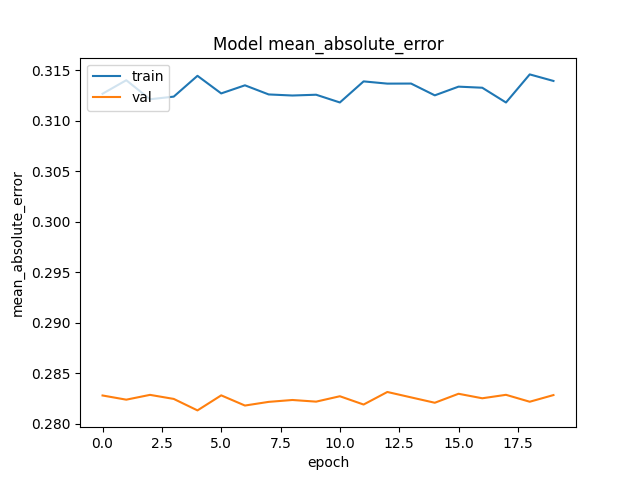 Model mean_absolute_error
train
val
mean_absolute_error
0.315
0.310
0.305
0.300
0.295
0.290
0.285
0.280
0.0 2.5 5.0 7.5 10.0 12.5 15.0 17.5
epoch